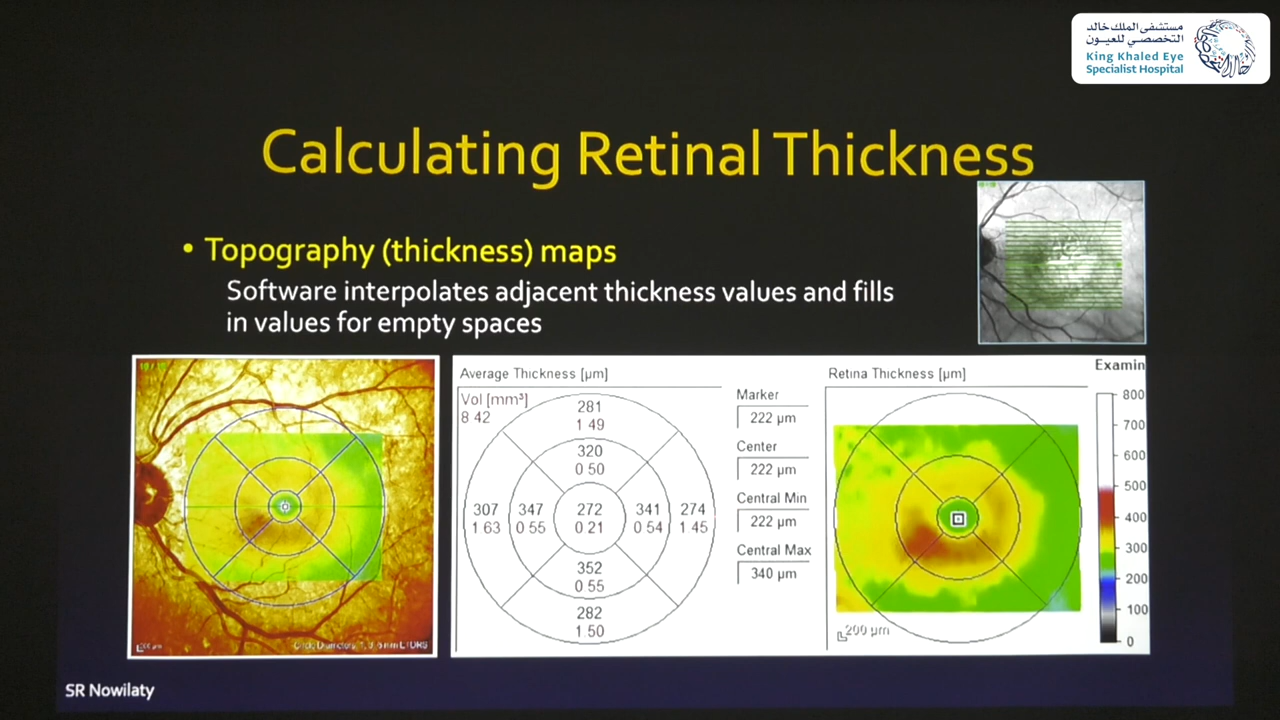 مستشفى الملك خالد
التخصصي للعيون
King Khaled Eye
Specialist Hospital
Calculating Retinal Thickness
• Topography (thickness) maps
Software interpolates adjacent thickness values and fills
in values for empty spaces
Average Thickness [µm]
Vol [mm³]
8 42
281
1 49
320
0 50
307
1 63
347
0 55
272
0 21
341
0 54
274
1 45
352
0 55
282
1.50
Marker
222 µm
Center
222 µm
Central Min
222 µm
Central Max
340 µm
Retina Thickness [µm]
200 µm
Examin
800
700
600
500
400
300
200
100
0
SR Nowilaty